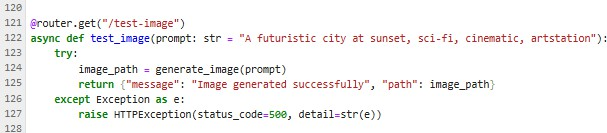 120
121 @router.get("/test-image")
122 async def test_image(prompt: str = "A futuristic city at sunset, sci-fi, cinematic, artstation"):
123     try:
124         image_path = generate_image(prompt)
125         return {"message": "Image generated successfully", "path": image_path}
126     except Exception as e:
127         raise HTTPException(status_code=500, detail=str(e))
128